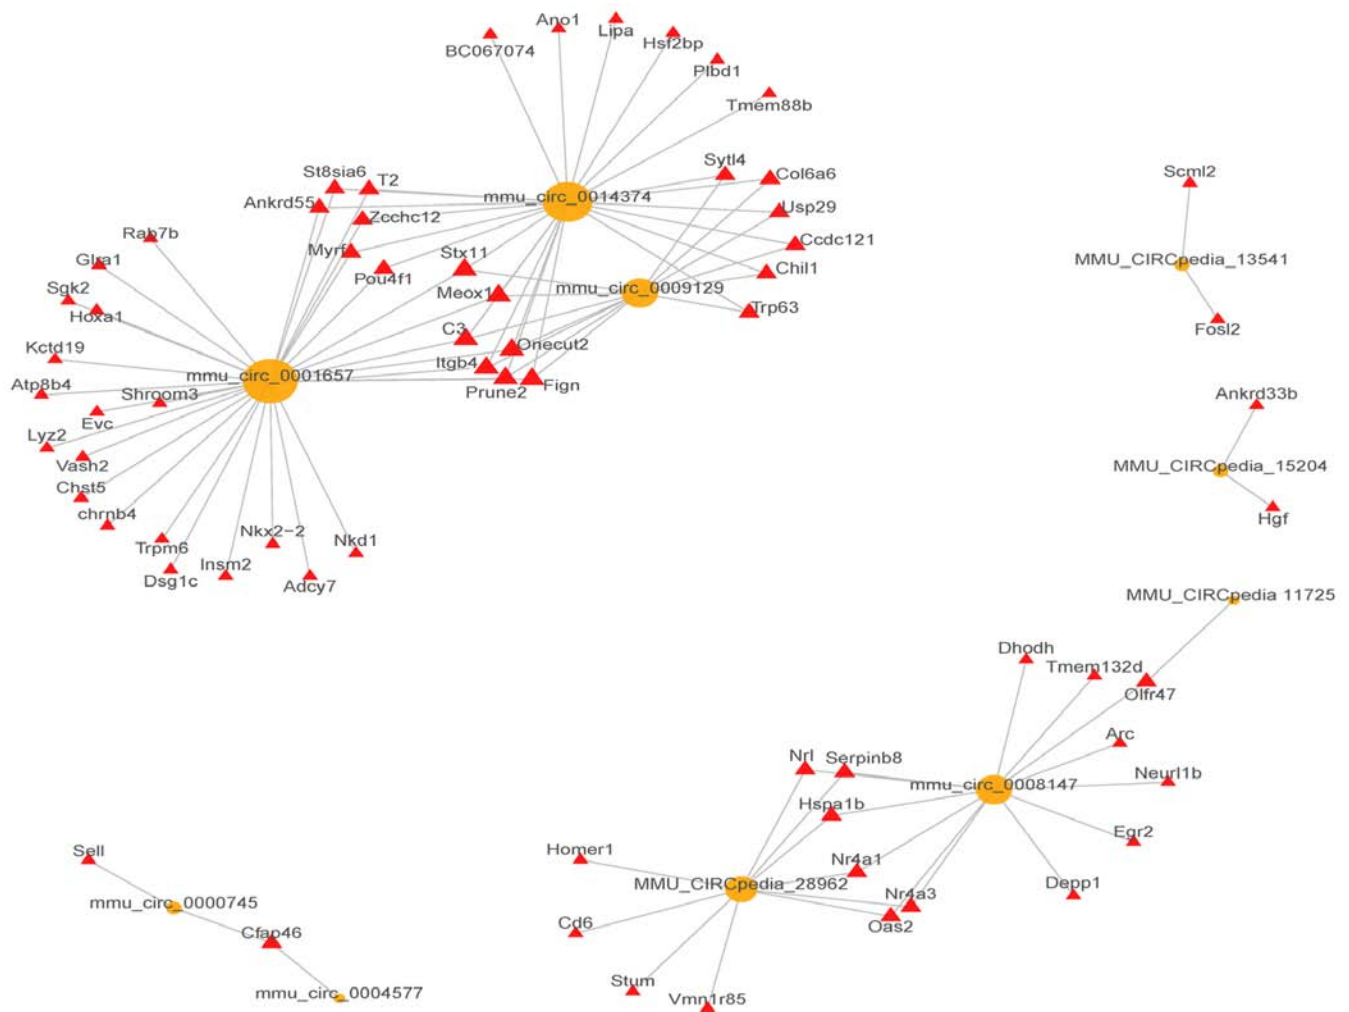 Ano1
Lipa
BC067074
Hsf2bp
Plbd1
Tmem88b
St8sia6
T2
Sytl4
Col6a6
Scml2
Ankrd55
mmu_circ_0014374
Usp29
Zcchc12
Rab7b
Myrf
Stx11
Ccdc121
Glra1
Pou4f1
Chil1
MMU_CIRCpedia_13541
Sgk2
Meox1
mmu_circ_0009129
Hoxa1
Trp63
C3
Onecut2
Fosl2
Kctd19
Itgb4
mmu_circ_0001657
Fign
Atp8b4
Shroom3
Prune2
Ankrd33b
Evc
Lyz2
Vash2
MMU_CIRCpedia_15204
Chst5
chrnb4
Hgf
Nkx2-2
Nkd1
Trpm6
Insm2
Dsg1c
Adcy7
MMU_CIRCpedia 11725
Dhodh
Tmem132d
Olfr47
Arc
Nrl
Serpinb8
Neurl1b
mmu_circ_0008147
Hspa1b
Egr2
Sell
Homer1
Nr4a1
MMU_CIRCpedia_28962
Depp1
Nr4a3
mmu_circ_0000745
Cd6
Oas2
Cfap46
Stum
mmu_circ_0004577
Vmn1r85